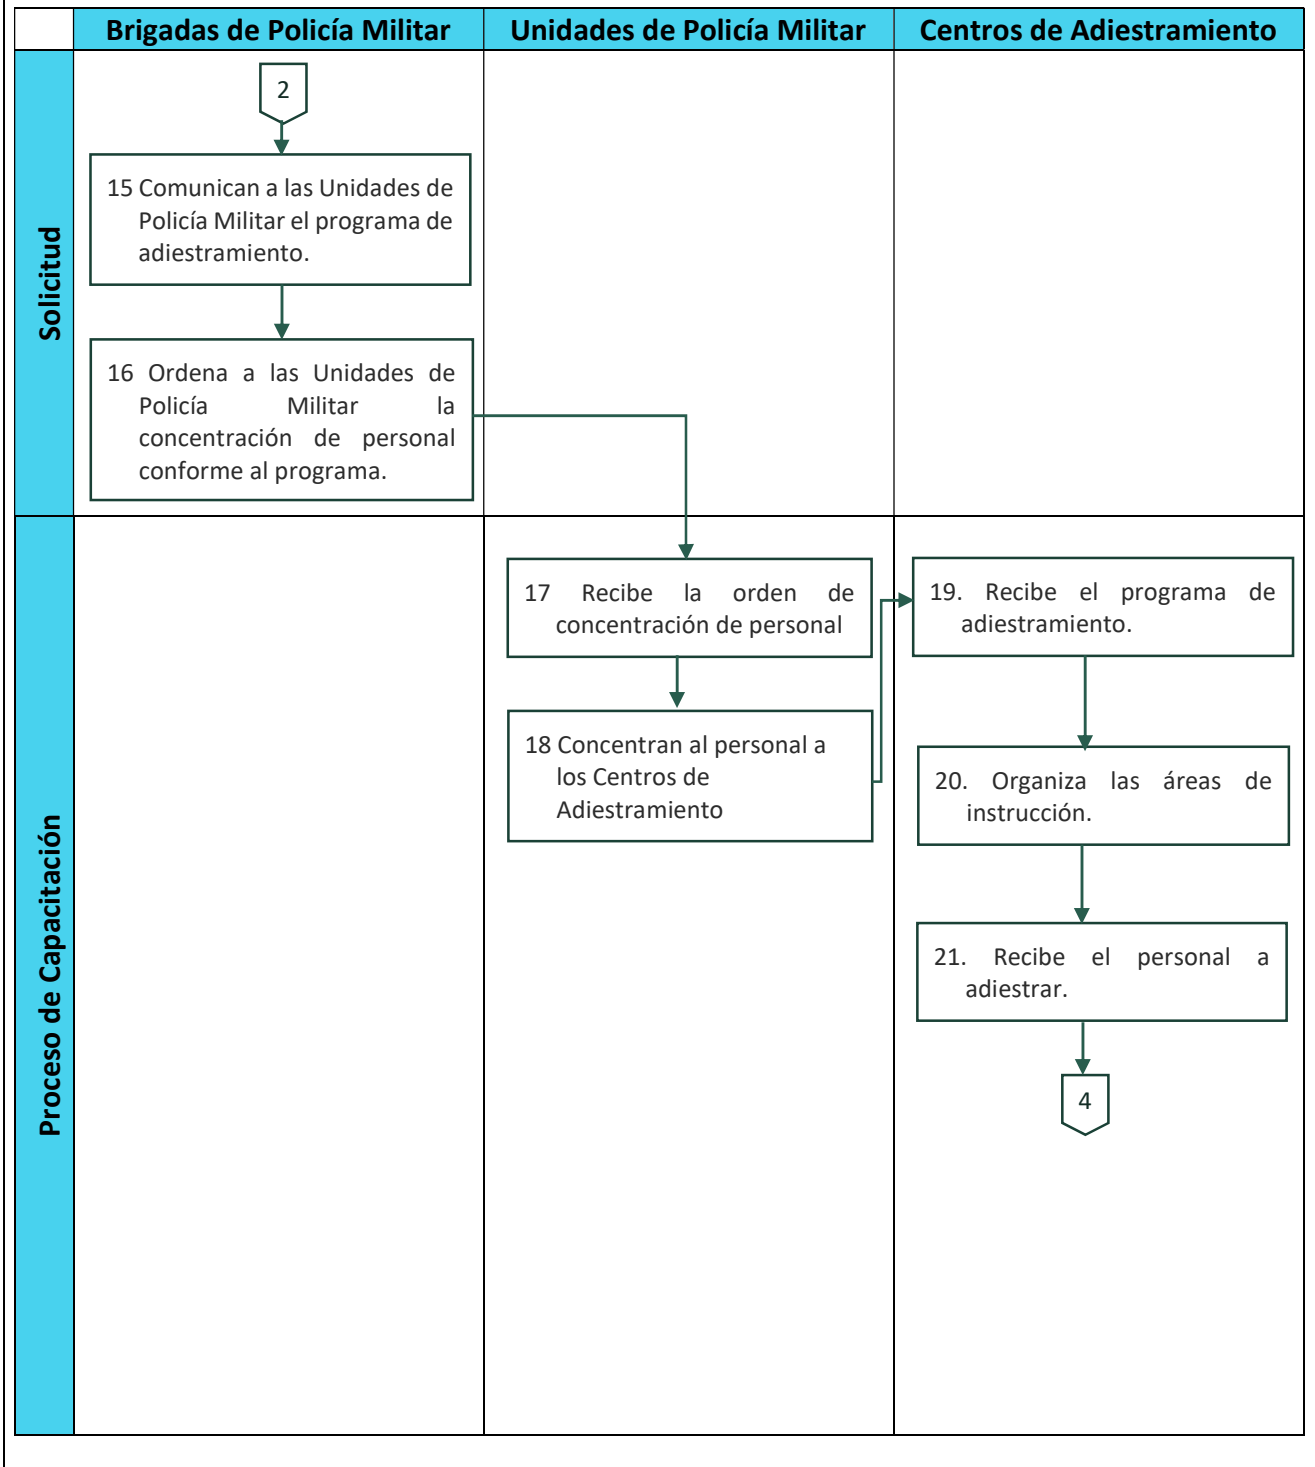 Brigadas de Policía Militar
Unidades de Policía Militar
Centros de Adiestramiento
Solicitud
2
15 Comunican a las Unidades de
Policía Militar el programa de
adiestramiento.
16 Ordena a las Unidades de
Policía Militar la
concentración de personal
conforme al programa.
Proceso de Capacitación
17 Recibe la orden de
concentración de personal
18 Concentran al personal a
los Centros de
Adiestramiento
19. Recibe el programa de
adiestramiento.
20. Organiza las áreas de
instrucción.
21. Recibe el personal a
adiestrar.
4